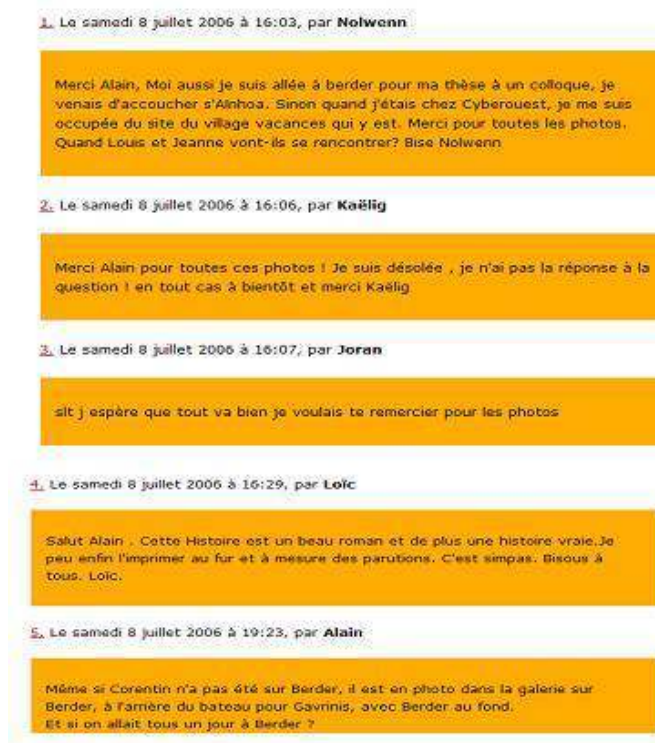 1. Le samedi 8 juillet 2006 à 16:03, par Nolwenn
Merci Alain, Moi aussi je suis allée à berder pour ma thèse à un colloque, je
venais d'accoucher s'Alnhoa. Sinon quand j'étais chez Cyberouest, je me suis
occupée du site du village vacances qui y est. Merci pour toutes les photos.
Quand Louis et Jeanne vont-ils se rencontrer? Bise Nolwenn
2. Le samedi 8 juillet 2006 à 16:06, par Kaëlig
Merci Alain pour toutes ces photos ! Je suis désolée , je n'ai pas la réponse à la
question ! en tout cas à bientôt et merci Kaëlig
3. Le samedi 8 juillet 2006 à 16:07, par Joran
slt j espère que tout va bien je voulais te remercier pour les photos
4. Le samedi 8 juillet 2006 à 16:29, par Loïc
Salut Alain . Cette Histoire est un beau roman et de plus une histoire vraie.Je
peu enfin l'imprimer au fur et à mesure des parutions. C'est simpas. Bisous à
tous. Loïc.
5. Le samedi 8 juillet 2006 à 19:23, par Alain
Même si Corentin n'a pas été sur Berder, il est en photo dans la galerie sur
Berder, à l'arrière du bateau pour Gavrinis, avec Berder au fond.
Et si on allait tous un jour à Berder ?